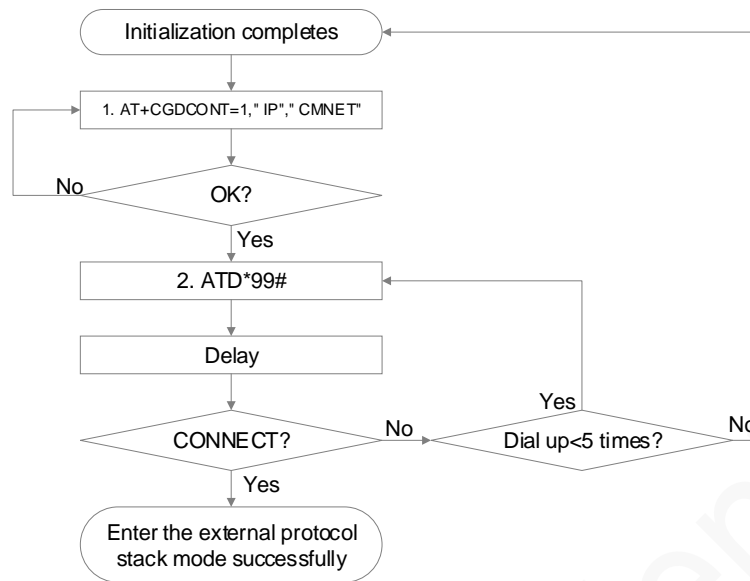 Initialization completes
1. AT+CGDCONT=1," IP"," CMNET"
No
OK?
Yes
2. ATD*99#
Delay
Yes
CONNECT?
No
Dial up<5 times?
No
Yes
Enter the external protocol
stack mode successfully